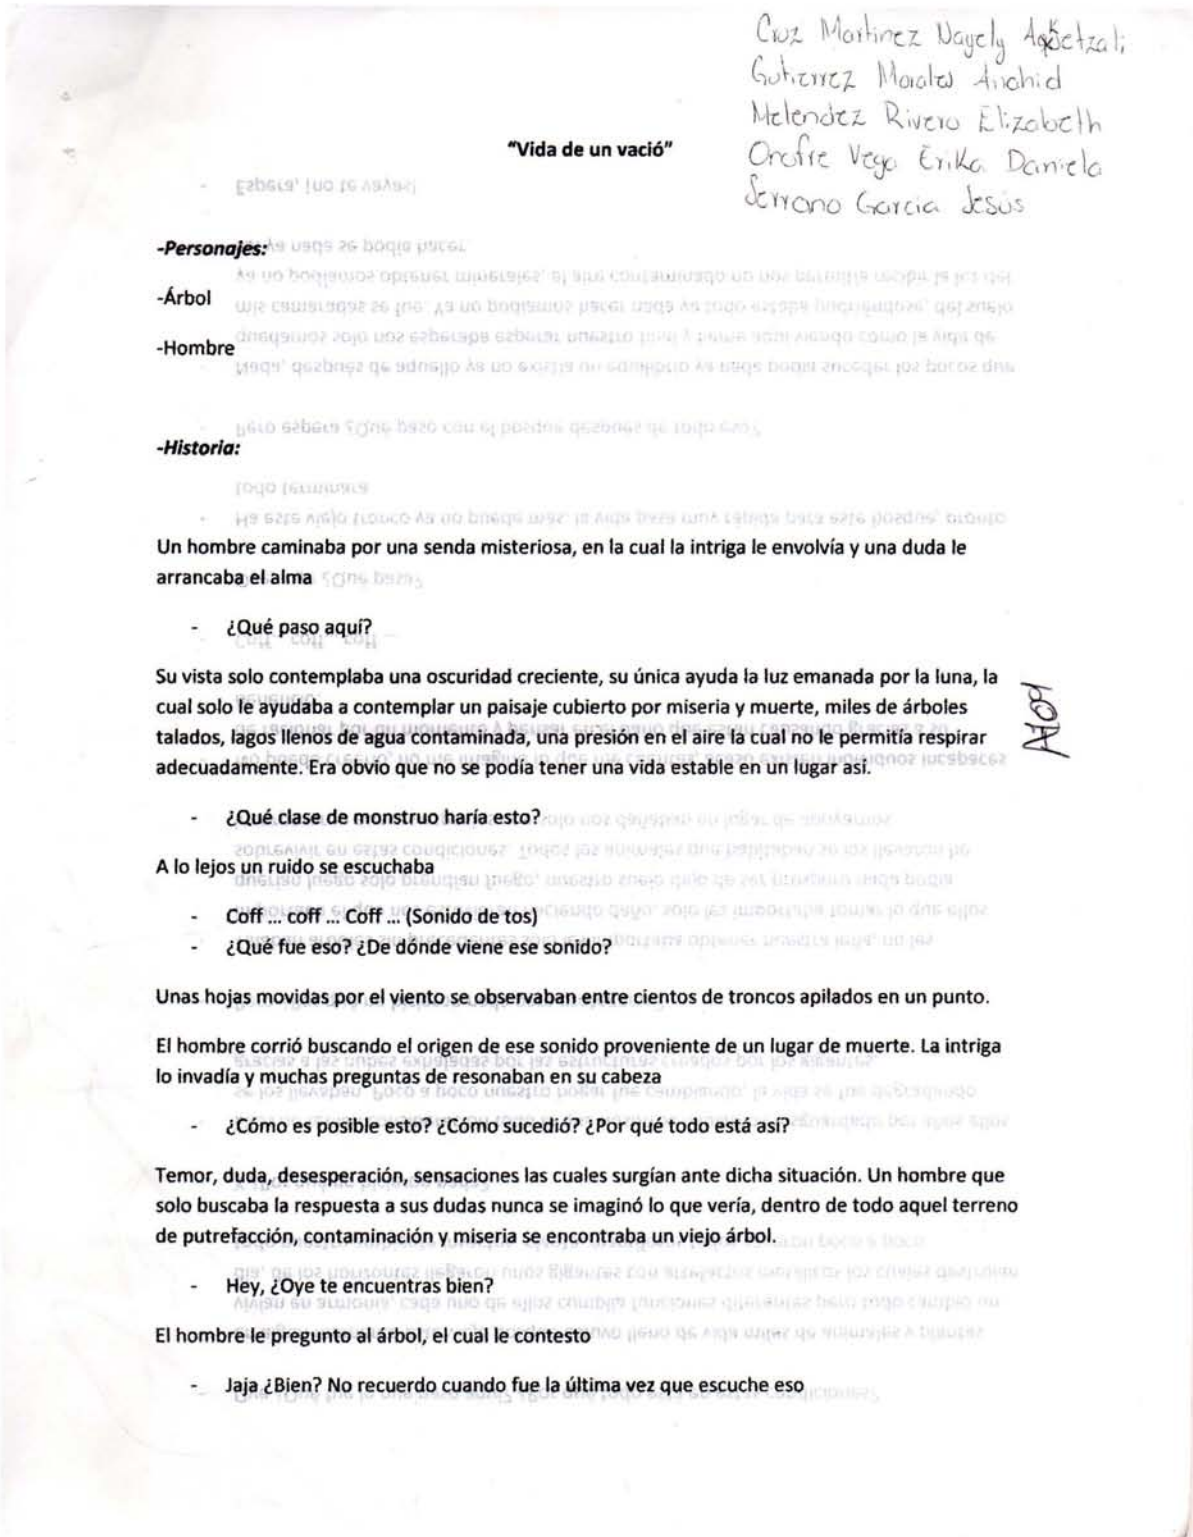 Cruz Martinez Nayely
Gutierrez Morales Anahid
Melendez Rivero Elizabeth
Onofre Vega Erika Daniela
Serrano Garcia Jesús
“Vida de un vació”
-Personajes:
-Árbol
-Hombre
-Historia:
Un hombre caminaba por una senda misteriosa, en la cual la intriga le envolvía y una duda le
arrancaba el alma
- ¿Qué paso aquí?
Su vista solo contemplaba una oscuridad creciente, su única ayuda la luz emanada por la luna, la
cual solo le ayudaba a contemplar un paisaje cubierto por miseria y muerte, miles de árboles
talados, lagos llenos de agua contaminada, una presión en el aire la cual no le permitía respirar
adecuadamente. Era obvio que no se podía tener una vida estable en un lugar así.
- ¿Qué clase de monstruo haría esto?
A lo lejos un ruido se escuchaba
- Coff ... coff ... Coff ... (Sonido de tos)
- ¿Qué fue eso? ¿De dónde viene ese sonido?
Unas hojas movidas por el viento se observaban entre cientos de troncos apilados en un punto.
El hombre corrió buscando el origen de ese sonido proveniente de un lugar de muerte. La intriga
lo invadía y muchas preguntas de resonaban en su cabeza
- ¿Cómo es posible esto? ¿Cómo sucedió? ¿Por qué todo está así?
Temor, duda, desesperación, sensaciones las cuales surgían ante dicha situación. Un hombre que
solo buscaba la respuesta a sus dudas nunca se imaginó lo que vería, dentro de todo aquel terreno
de putrefacción, contaminación y miseria se encontraba un viejo árbol.
- Hey, ¿Oye te encuentras bien?
El hombre le pregunto al árbol, el cual le contesto
- Jaja ¿Bien? No recuerdo cuando fue la última vez que escuche eso